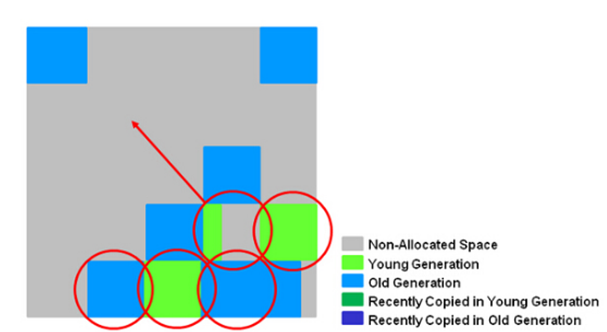 Non-Allocated Space
Young Generation
Old Generation
Recently Copied in Young Generation
Recently Copied in Old Generation